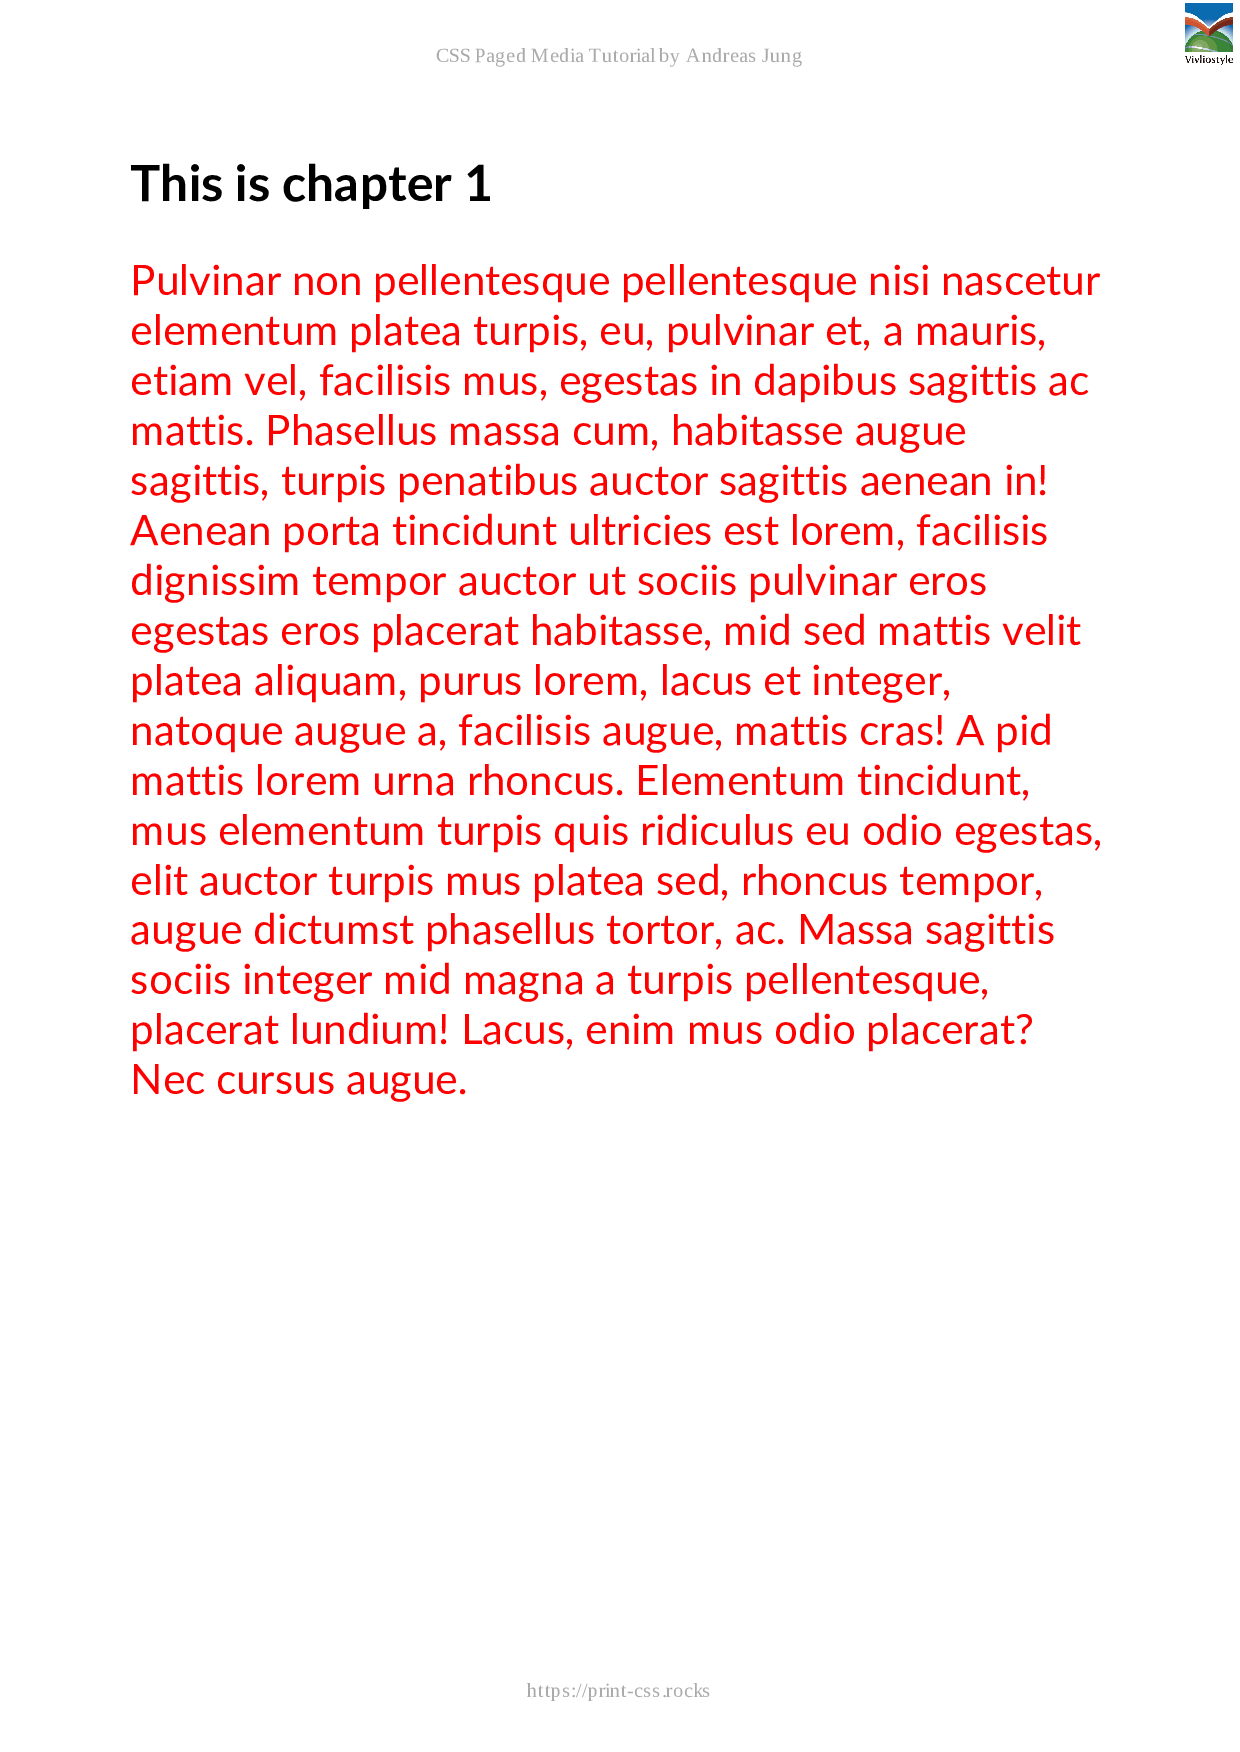 CSS Paged Media Tutorial by Andreas Jung
Vivliostyle
This is chapter 1
Pulvinar non pellentesque pellentesque nisi nascetur
elementum platea turpis, eu, pulvinar et, a mauris,
etiam vel, facilisis mus, egestas in dapibus sagittis ac
mattis. Phasellus massa cum, habitasse augue
sagittis, turpis penatibus auctor sagittis aenean in!
Aenean porta tincidunt ultricies est lorem, facilisis
dignissim tempor auctor ut sociis pulvinar eros
egestas eros placerat habitasse, mid sed mattis velit
platea aliquam, purus lorem, lacus et integer,
natoque augue a, facilisis augue, mattis cras! A pid
mattis lorem urna rhoncus. Elementum tincidunt,
mus elementum turpis quis ridiculus eu odio egestas,
elit auctor turpis mus platea sed, rhoncus tempor,
augue dictumst phasellus tortor, ac. Massa sagittis
sociis integer mid magna a turpis pellentesque,
placerat lundium! Lacus, enim mus odio placerat?
Nec cursus augue.
https://print-css.rocks